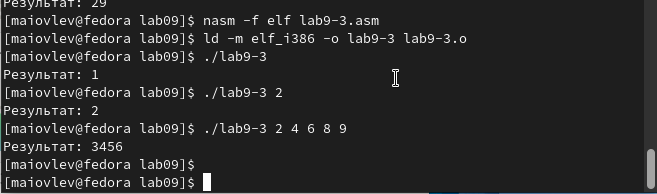 Результат: 29
[maiovlev@fedora lab09]$ nasm -f elf lab9-3.asm
[maiovlev@fedora lab09]$ ld -m elf_i386 -o lab9-3 lab9-3.o
[maiovlev@fedora lab09]$ ./lab9-3
Результат: 1
[maiovlev@fedora lab09]$ ./lab9-3 2
Результат: 2
[maiovlev@fedora lab09]$ ./lab9-3 2 4 6 8 9
Результат: 3456
[maiovlev@fedora lab09]$
[maiovlev@fedora lab09]$